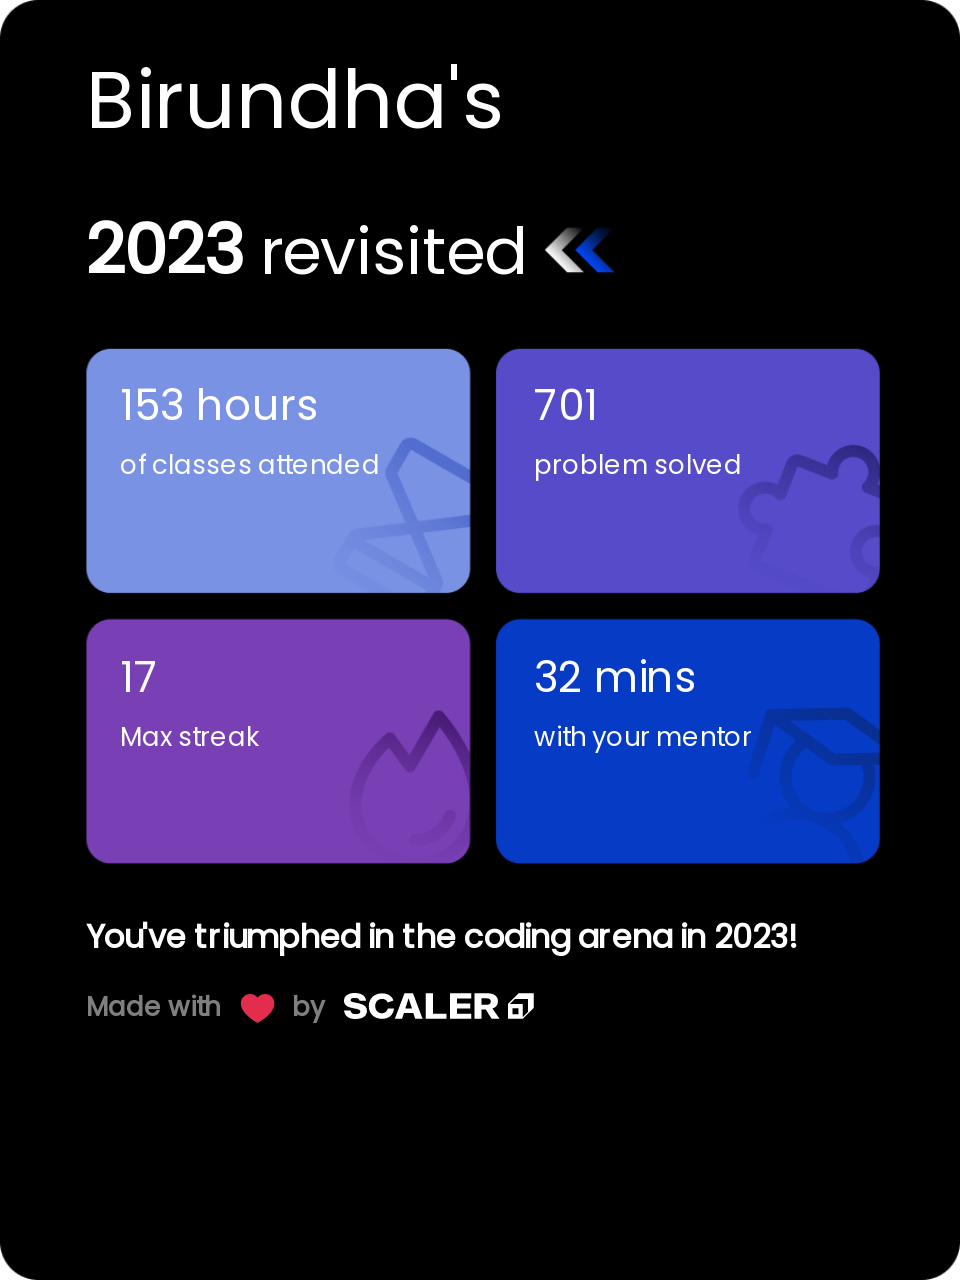 Birundha's
2023 revisited
153 hours
of classes attended
701
problem solved
17
Max streak
32 mins
with your mentor
You've triumphed in the coding arena in 2023!
Made with by SCALER